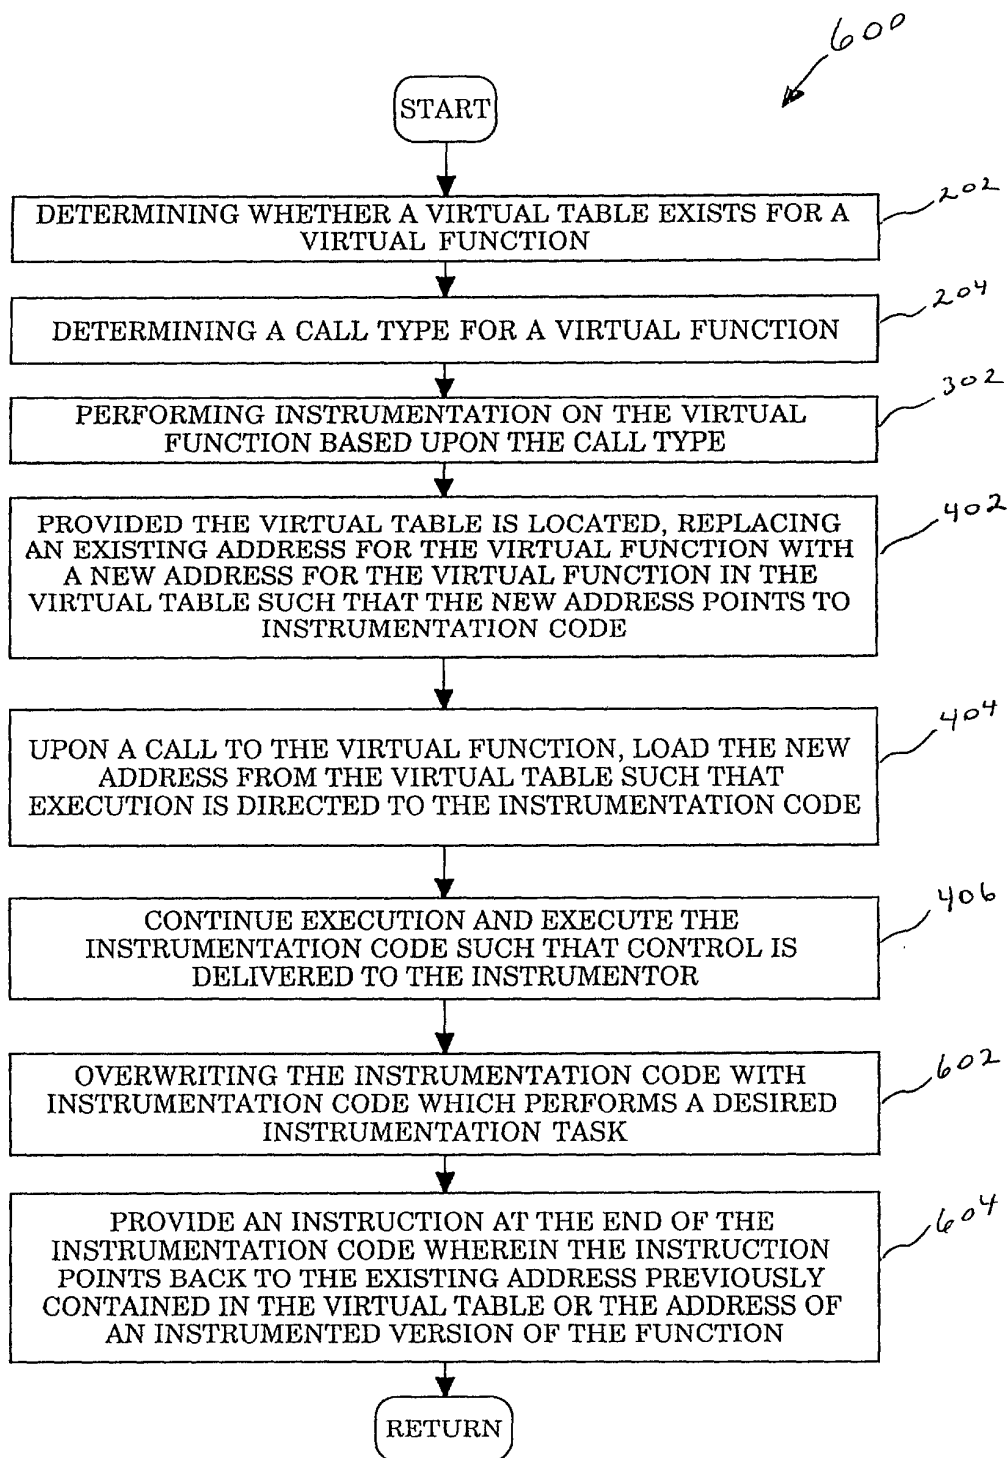 600
START
DETERMINING WHETHER A VIRTUAL TABLE EXISTS FOR A
VIRTUAL FUNCTION
202
DETERMINING A CALL TYPE FOR A VIRTUAL FUNCTION
204
PERFORMING INSTRUMENTATION ON THE VIRTUAL
FUNCTION BASED UPON THE CALL TYPE
302
PROVIDED THE VIRTUAL TABLE IS LOCATED, REPLACING
AN EXISTING ADDRESS FOR THE VIRTUAL FUNCTION WITH
A NEW ADDRESS FOR THE VIRTUAL FUNCTION IN THE
VIRTUAL TABLE SUCH THAT THE NEW ADDRESS POINTS TO
INSTRUMENTATION CODE
402
UPON A CALL TO THE VIRTUAL FUNCTION, LOAD THE NEW
ADDRESS FROM THE VIRTUAL TABLE SUCH THAT
EXECUTION IS DIRECTED TO THE INSTRUMENTATION CODE
404
CONTINUE EXECUTION AND EXECUTE THE
INSTRUMENTATION CODE SUCH THAT CONTROL IS
DELIVERED TO THE INSTRUMENTOR
406
OVERWRITING THE INSTRUMENTATION CODE WITH
INSTRUMENTATION CODE WHICH PERFORMS A DESIRED
INSTRUMENTATION TASK
602
PROVIDE AN INSTRUCTION AT THE END OF THE
INSTRUMENTATION CODE WHEREIN THE INSTRUCTION
POINTS BACK TO THE EXISTING ADDRESS PREVIOUSLY
CONTAINED IN THE VIRTUAL TABLE OR THE ADDRESS OF
AN INSTRUMENTED VERSION OF THE FUNCTION
604
RETURN